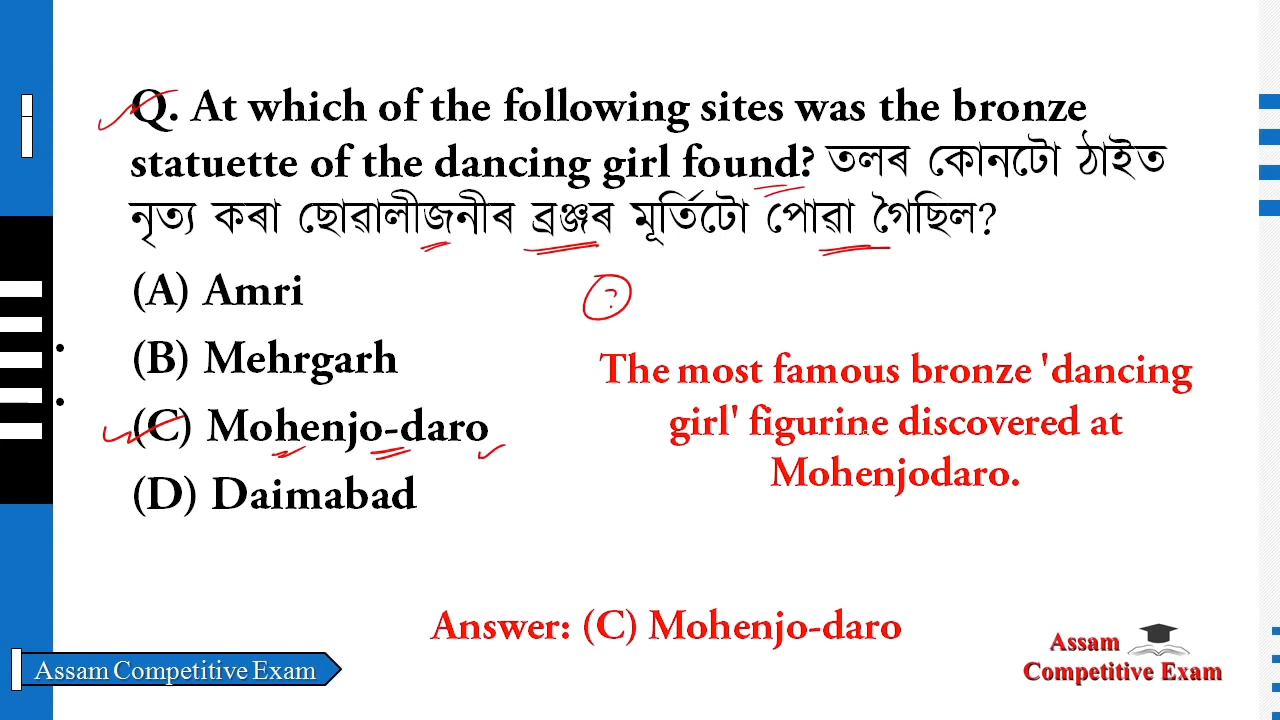 Q. At which of the following sites was the bronze
statuette of the dancing girl found? তলৰ কোনটো ঠাইত
নৃত্য কৰা ছোৱালীজনীৰ ব্ৰঞ্জৰ মূৰ্তিটো পোৱা গৈছিল?
(A) Amri
?
(B) Mehrgarh
(C) Mohenjo-daro
(D) Daimabad
The most famous bronze 'dancing
girl' figurine discovered at
Mohenjodaro.
Answer: (C) Mohenjo-daro
Assam Competitive Exam
Assam
Competitive Exam